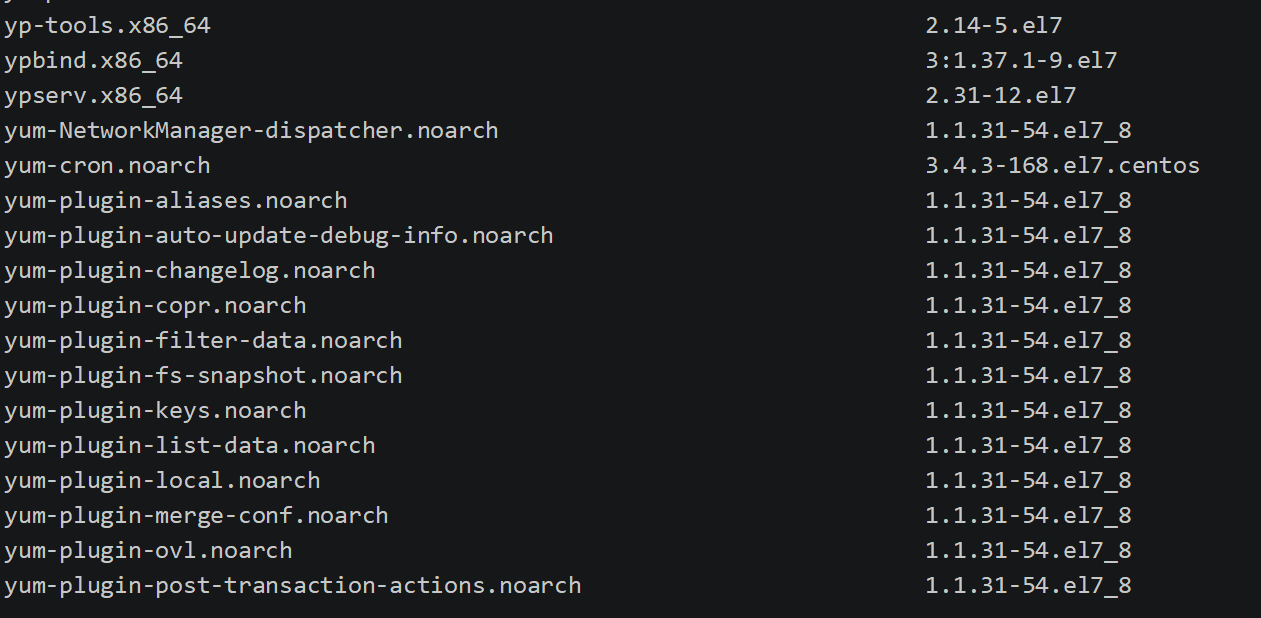 yp-tools.x86_64 2.14-5.el7
ypbind.x86_64 3:1.37.1-9.el7
ypserv.x86_64 2.31-12.el7
yum-NetworkManager-dispatcher.noarch 1.1.31-54.el7_8
yum-cron.noarch 3.4.3-168.el7.centos
yum-plugin-aliases.noarch 1.1.31-54.el7_8
yum-plugin-auto-update-debug-info.noarch 1.1.31-54.el7_8
yum-plugin-changelog.noarch 1.1.31-54.el7_8
yum-plugin-copr.noarch 1.1.31-54.el7_8
yum-plugin-filter-data.noarch 1.1.31-54.el7_8
yum-plugin-fs-snapshot.noarch 1.1.31-54.el7_8
yum-plugin-keys.noarch 1.1.31-54.el7_8
yum-plugin-list-data.noarch 1.1.31-54.el7_8
yum-plugin-local.noarch 1.1.31-54.el7_8
yum-plugin-merge-conf.noarch 1.1.31-54.el7_8
yum-plugin-ovl.noarch 1.1.31-54.el7_8
yum-plugin-post-transaction-actions.noarch 1.1.31-54.el7_8